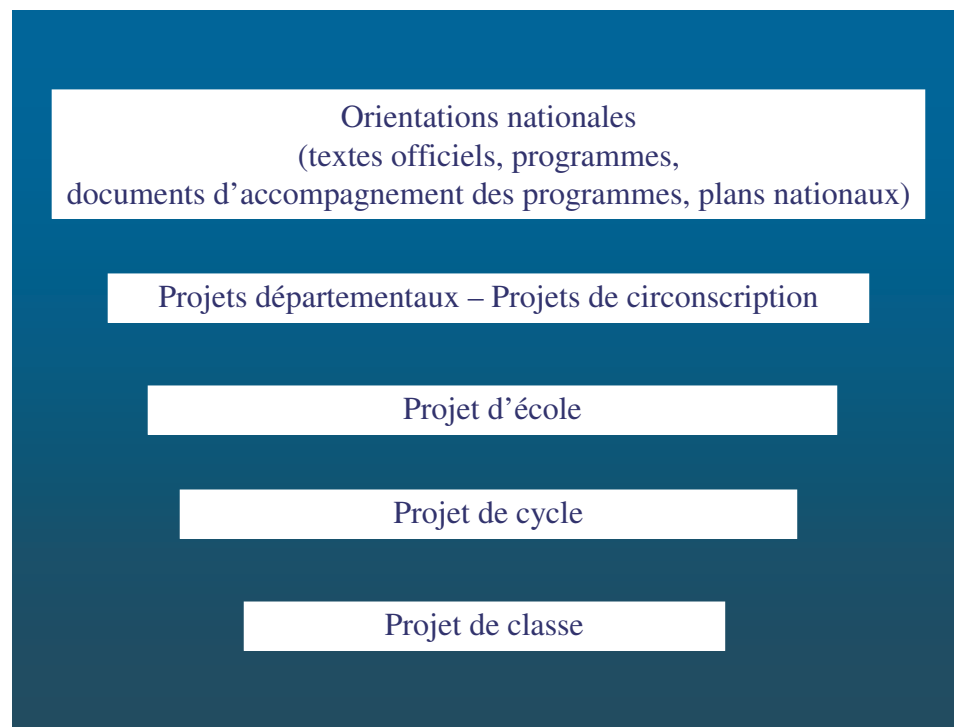 Orientations nationales
(textes officiels, programmes,
documents d’accompagnement des programmes, plans nationaux)
Projets départementaux – Projets de circonscription
Projet d’école
Projet de cycle
Projet de classe